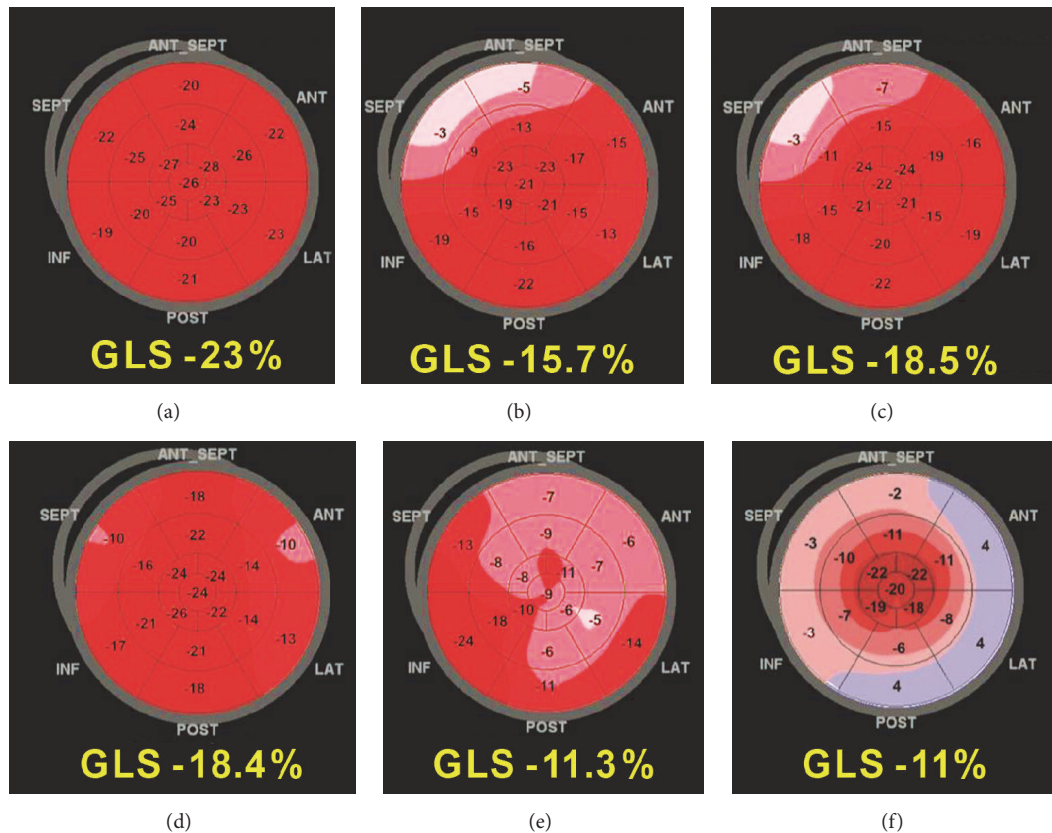 ANT_SEPT
SEPT
ANT
-20
-24
-22
-22
-25
-27
-28
-26
-26
-20
-25
-23
-23
-19
-20
-23
-21
INF
LAT
POST
GLS -23%
(a)
ANT_SEPT
SEPT
ANT
-5
-3
-13
-15
-9
-23
-23
-17
-21
-15
-19
-21
-15
-19
-16
-13
-22
INF
LAT
POST
GLS -15.7%
(b)
ANT_SEPT
SEPT
ANT
-7
-3
-15
-16
-11
-24
-24
-19
-22
-15
-21
-21
-15
-18
-20
-19
-22
INF
LAT
POST
GLS -18.5%
(c)
ANT_SEPT
SEPT
ANT
-18
-10
-22
-10
-16
-24
-24
-14
-24
-21
-26
-22
-14
-17
-21
-13
-18
INF
LAT
POST
GLS -18.4%
(d)
ANT_SEPT
SEPT
ANT
-7
-13
-9
-6
-8
-8
11
-7
9
-18
-10
-6
-5
-24
-6
-14
-11
INF
LAT
POST
GLS -11.3%
(e)
ANT_SEPT
SEPT
ANT
-2
-3
-11
4
-10
-22
-22
-11
-20
-7
-19
-18
-8
-3
-6
4
4
INF
LAT
POST
GLS -11%
(f)